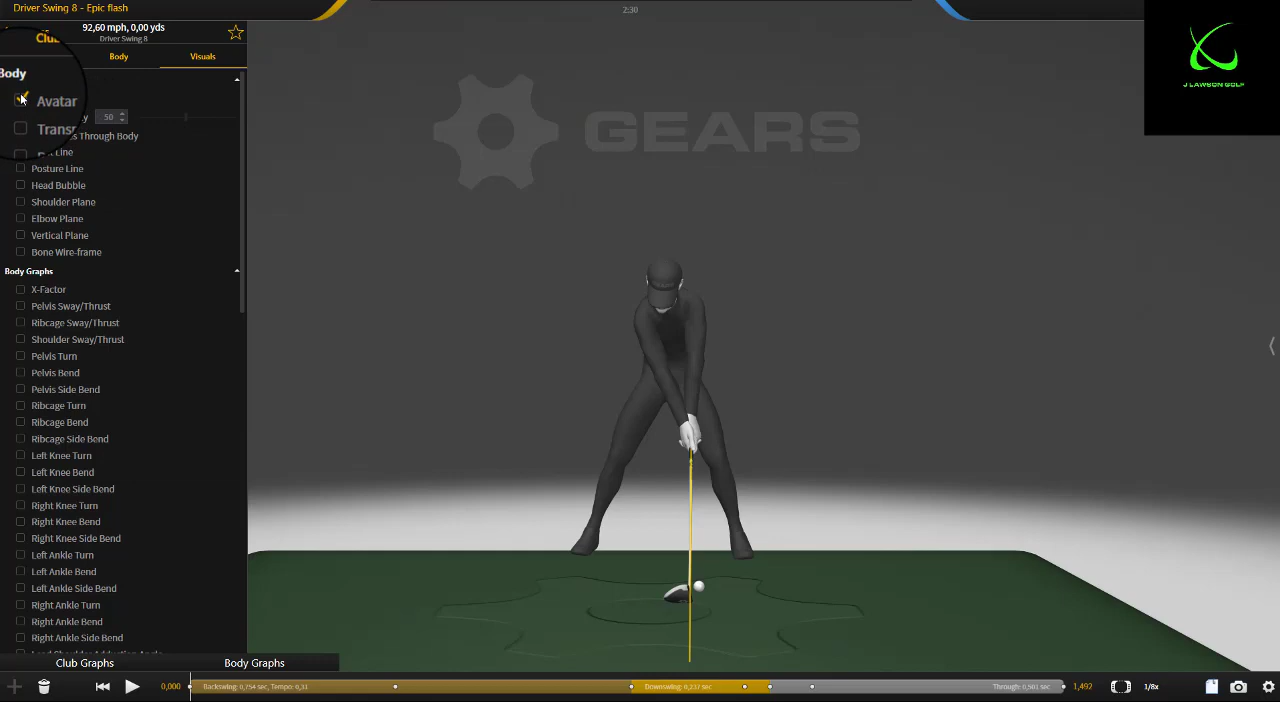 Driver Swing 8 - Epic flash
2:30
92,60 mph, 0,00 yds
Driver Swing 8
Club
Body
Visuals
Body
Avatar
50
Through Body
Line
Posture Line
Head Bubble
Shoulder Plane
Elbow Plane
Vertical Plane
Bone Wire-frame
Body Graphs
X-Factor
Pelvis Sway/Thrust
Ribcage Sway/Thrust
Shoulder Sway/Thrust
Pelvis Turn
Pelvis Bend
Pelvis Side Bend
Ribcage Turn
Ribcage Bend
Ribcage Side Bend
Left Knee Turn
Left Knee Bend
Left Knee Side Bend
Right Knee Turn
Right Knee Bend
Right Knee Side Bend
Left Ankle Turn
Left Ankle Bend
Left Ankle Side Bend
Right Ankle Turn
Right Ankle Bend
Right Ankle Side Bend
Club Graphs
Body Graphs
0,000
Backswing: 0,754 sec, Tempo: 0,31
Downswing: 0,237 sec
Through: 0,501 sec
1,492
1/8x
GEARS
J LAWSON GOLF